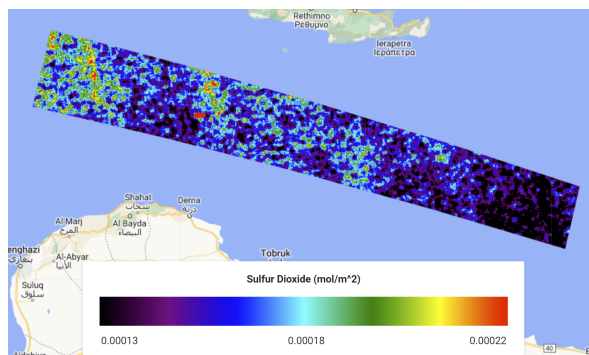 Rethimno
Ρέθυμνο
Ierapetra
Ιεράπετρα
Shahat
شحات
Derna
درنة
Al Marj
المرج
Al Bayda
البيضاء
enghazi
بنغازي
Al-Abyar
الأبيار
Tobruk
Suluq
سلوق
Sulfur Dioxide (mol/m^2)
0.00013
0.00018
0.00022
40